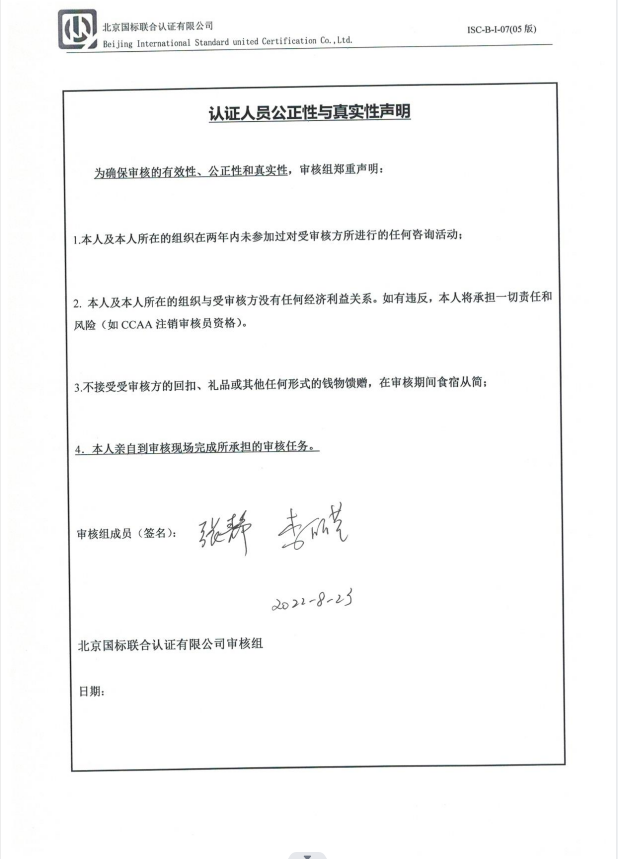 北京国标联合认证有限公司
Beijing International Standard united Certification Co.,Ltd.
ISC-B-I-07(05 版)
认证人员公正性与真实性声明
为确保审核的有效性、公正性和真实性，审核组郑重声明：
1.本人及本人所在的组织在两年内未参加过对受审核方所进行的任何咨询活动；
2. 本人及本人所在的组织与受审核方没有任何经济利益关系。如有违反，本人将承担一切责任和
风险（如 CCAA 注销审核员资格）。
3.不接受受审核方的回扣、礼品或其他任何形式的钱物馈赠，在审核期间食宿从简；
4．本人亲自到审核现场完成所承担的审核任务。
审核组成员（签名）： 张静
2022-8-23
北京国标联合认证有限公司审核组
日期：